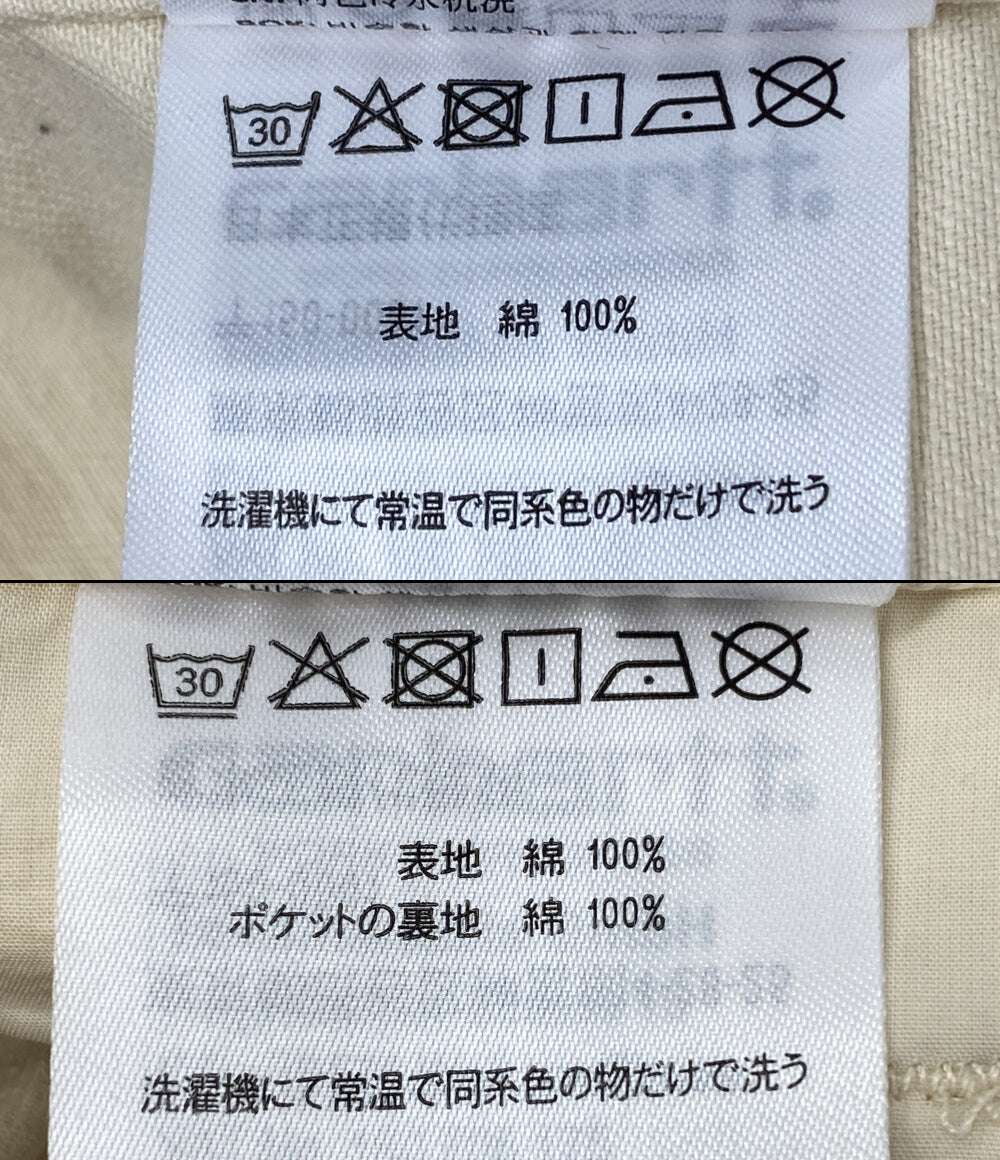 30
表地 綿 100%
洗濯機にて常温で同系色の物だけで洗う
30
表地 綿 100%
ポケットの裏地 綿 100%
洗濯機にて常温で同系色の物だけで洗う